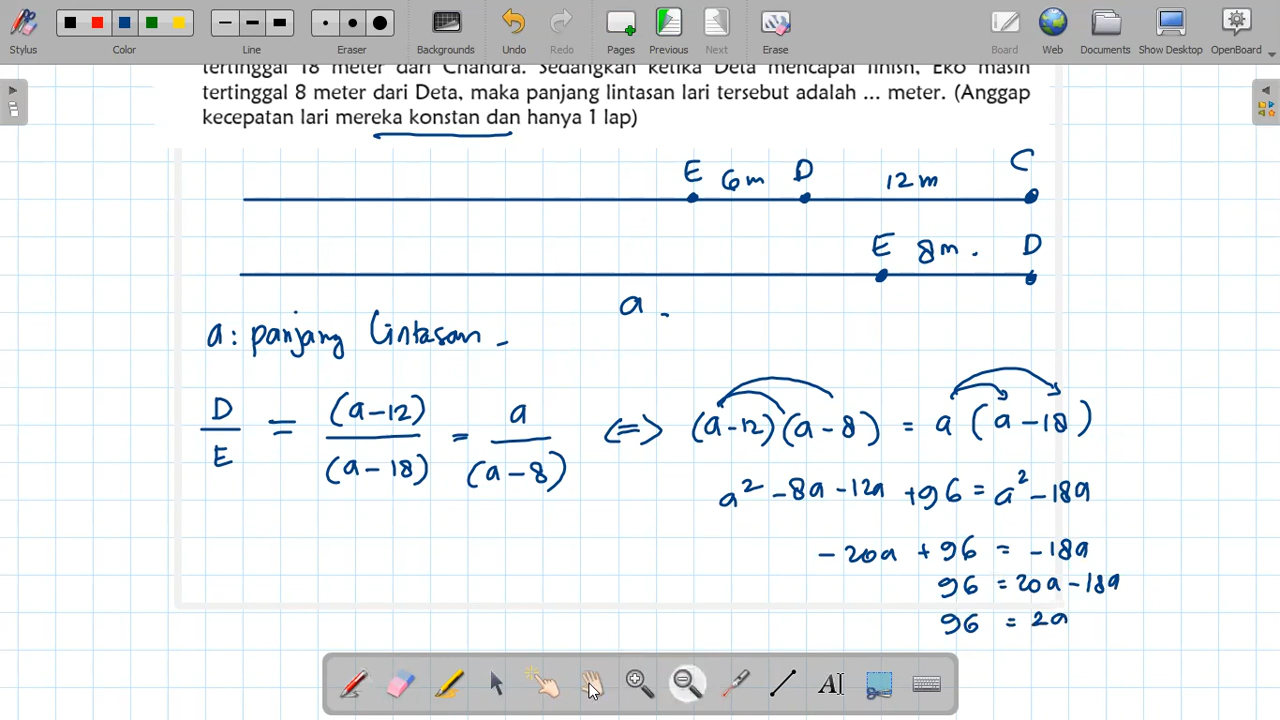 Stylus Color Line Eraser Backgrounds Undo Redo Pages Previous Next Erase Board Web Documents Show Desktop OpenBoard
tertinggal 18 meter dari Chandra. Sedangkan ketika Deta mencapai finish, Eko masih
tertinggal 8 meter dari Deta, maka panjang lintasan lari tersebut adalah ... meter. (Anggap
kecepatan lari mereka konstan dan hanya 1 lap)
E 6m D 12m C
E 8m. D
a.
a: panjang lintasan -
D/E = (a-12)/(a-18) = a/(a-8) <=> (a-12)(a-8) = a(a-18)
a² -8a -12a +96 = a² -18a
-20a +96 = -18a
96 = 20a-18a
96 = 2a